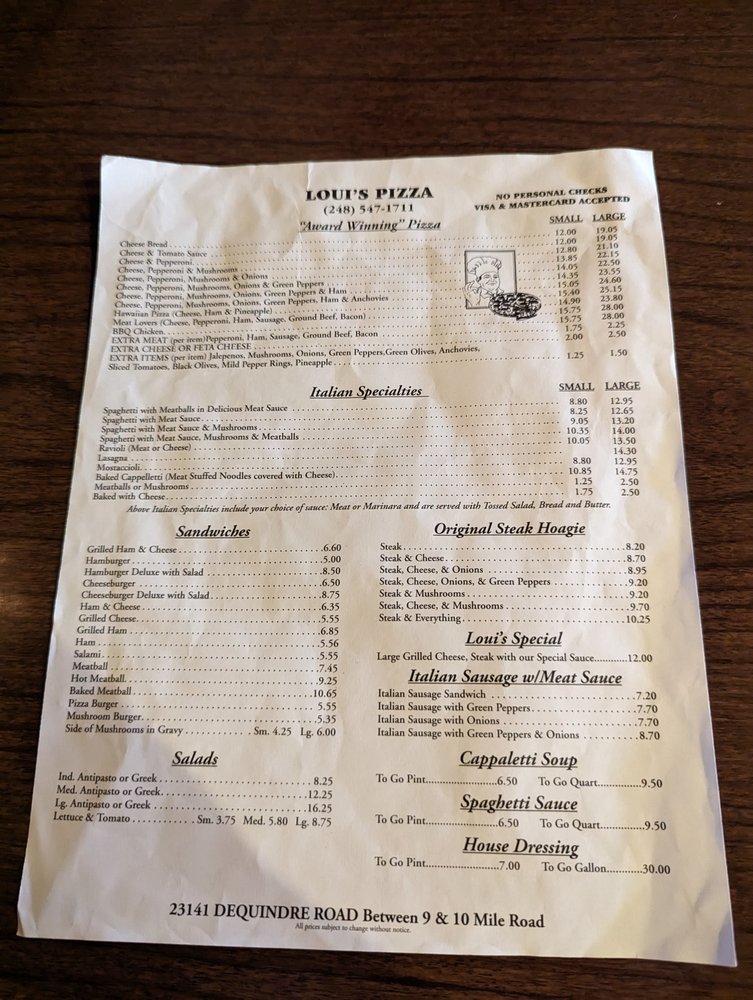 LOUI'S PIZZA
(248) 547-1711
"Award Winning" Pizza
NO PERSONAL CHECKS
VISA & MASTERCARD ACCEPTED
SMALL LARGE
Cheese Bread 12.00 19.05
Cheese & Tomato Sauce 12.00 19.05
Cheese & Pepperoni 12.80 21.10
Cheese, Pepperoni & Mushrooms 13.85 22.15
Cheese, Pepperoni, Mushrooms & Onions 14.05 22.50
Cheese, Pepperoni, Mushrooms, Onions & Green Peppers 14.35 23.55
Cheese, Pepperoni, Mushrooms, Onions, Green Peppers & Ham 15.05 24.60
Cheese, Pepperoni, Mushrooms, Onions, Green Peppers, Ham & Anchovies 15.40 25.15
Hawaiian Pizza (Cheese, Ham & Pineapple) 14.90 23.80
Meat Lovers (Cheese, Pepperoni, Ham, Sausage, Ground Beef, Bacon) 15.75 28.00
BBQ Chicken 15.75 28.00
EXTRA MEAT (per item)Pepperoni, Ham, Sausage, Ground Beef, Bacon 1.75 2.25
EXTRA CHEESE OR FETA CHEESE 2.00 2.50
EXTRA ITEMS (per item) Jalepenos, Mushrooms, Onions, Green Peppers,Green Olives, Anchovies,
Sliced Tomatoes, Black Olives, Mild Pepper Rings, Pineapple 1.25 1.50
Italian Specialties
SMALL LARGE
Spaghetti with Meatballs in Delicious Meat Sauce 8.80 12.95
Spaghetti with Meat Sauce 8.25 12.65
Spaghetti with Meat Sauce & Mushrooms 9.05 13.20
Spaghetti with Meat Sauce, Mushrooms & Meatballs 10.35 14.00
Ravioli (Meat or Cheese) 10.05 13.50
Lasagna 14.30
Mostaccioli 8.80 12.95
Baked Cappelletti (Meat Stuffed Noodles covered with Cheese) 10.85 14.75
Meatballs or Mushrooms 1.25 2.50
Baked with Cheese 1.75 2.50
Above Italian Specialties include your choice of sauce: Meat or Marinara and are served with Tossed Salad, Bread and Butter.
Sandwiches
Grilled Ham & Cheese 6.60
Hamburger 5.00
Hamburger Deluxe with Salad 8.50
Cheeseburger 6.50
Cheeseburger Deluxe with Salad 8.75
Ham & Cheese 6.35
Grilled Cheese 5.55
Grilled Ham 6.85
Ham 5.56
Salami 5.55
Meatball 7.45
Hot Meatball 9.25
Baked Meatball 10.65
Pizza Burger 5.55
Mushroom Burger 5.35
Side of Mushrooms in Gravy Sm. 4.25 Lg. 6.00
Salads
Ind. Antipasto or Greek 8.25
Med. Antipasto or Greek 12.25
Lg. Antipasto or Greek 16.25
Lettuce & Tomato Sm. 3.75 Med. 5.80 Lg. 8.75
Original Steak Hoagie
Steak 8.20
Steak & Cheese 8.70
Steak, Cheese, & Onions 8.95
Steak, Cheese, Onions, & Green Peppers 9.20
Steak & Mushrooms 9.20
Steak, Cheese, & Mushrooms 9.70
Steak & Everything 10.25
Loui's Special
Large Grilled Cheese, Steak with our Special Sauce 12.00
Italian Sausage w/Meat Sauce
Italian Sausage Sandwich 7.20
Italian Sausage with Green Peppers 7.70
Italian Sausage with Onions 7.70
Italian Sausage with Green Peppers & Onions 8.70
Cappaletti Soup
To Go Pint 6.50 To Go Quart 9.50
Spaghetti Sauce
To Go Pint 6.50 To Go Quart 9.50
House Dressing
To Go Pint 7.00 To Go Gallon 30.00
23141 DEQUINDRE ROAD Between 9 & 10 Mile Road
All prices subject to change without notice.